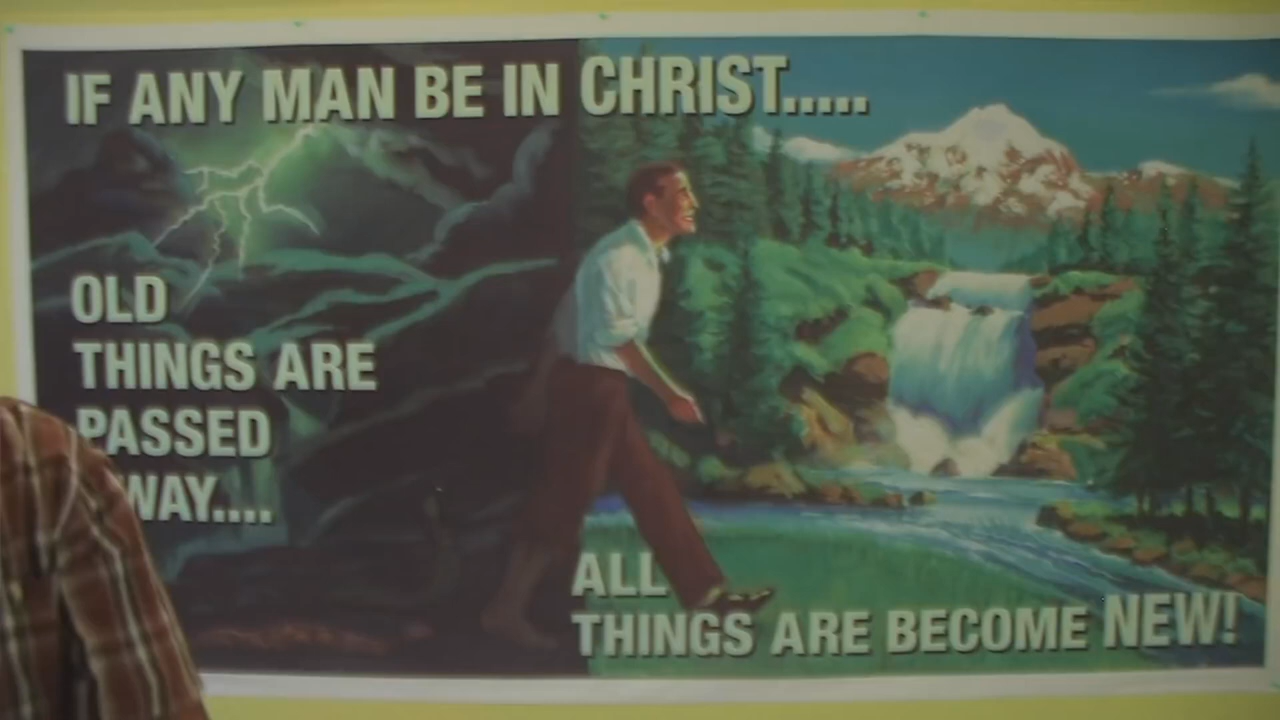 IF ANY MAN BE IN CHRIST.....
OLD
THINGS ARE
PASSED
WAY....
ALL
THINGS ARE BECOME NEW!